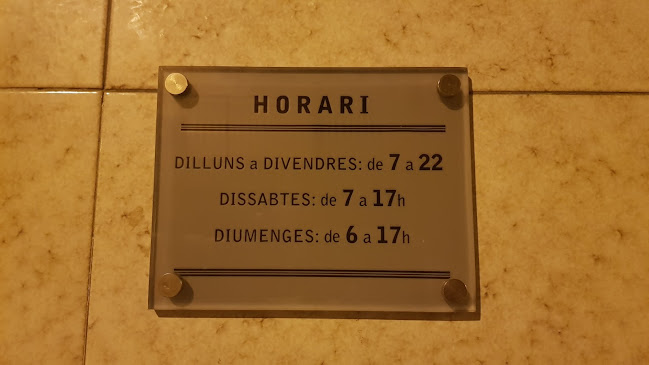 HORARI
DILLUNS a DIVENDRES: de 7 a 22
DISSABTES: de 7 a 17h
DIUMENGES: de 6 a 17h